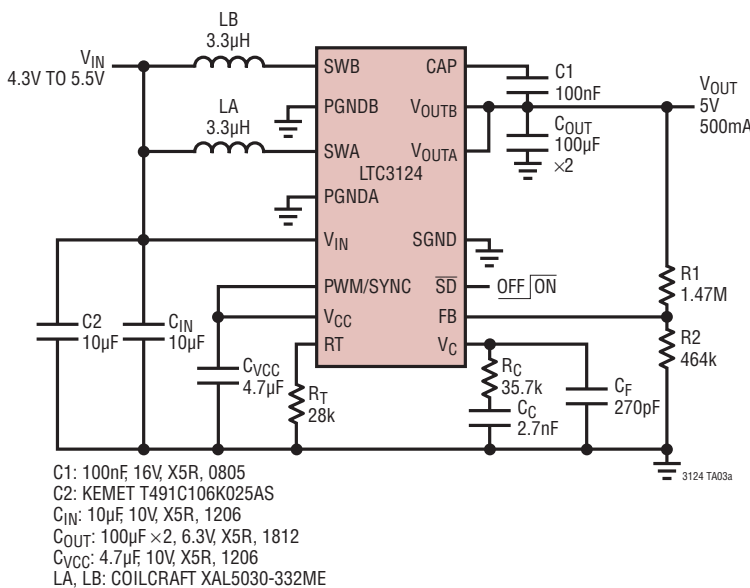 LB
3.3µH
VIN
4.3V TO 5.5V
SWB
CAP
C1
100nF
VOUT
5V
500mA
PGNDB
VOUTB
LA
3.3µH
COUT
100µF
×2
SWA
VOUTA
LTC3124
PGNDA
VIN
SGND
PWM/SYNC
SD
OFF ON
R1
1.47M
C2
10µF
CIN
10µF
VCC
FB
R2
464k
RT
VC
CVCC
4.7µF
RT
28k
RC
35.7k
CC
2.7nF
CF
270pF
3124 TA03a
C1: 100nF, 16V, X5R, 0805
C2: KEMET T491C106K025AS
CIN: 10µF, 10V, X5R, 1206
COUT: 100µF ×2, 6.3V, X5R, 1812
CVCC: 4.7µF, 10V, X5R, 1206
LA, LB: COILCRAFT XAL5030-332ME